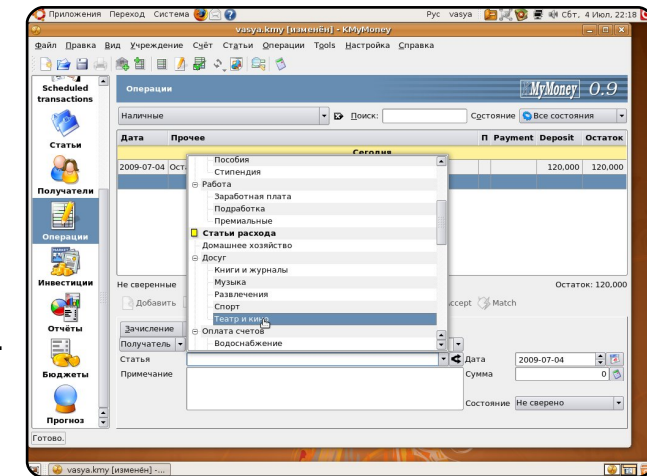 Приложения Переход Система Рус vasya Сбт, 4 Июл, 22:18
vasya.kmy [изменён] - KMyMoney
Файл Правка Вид Учреждение Счёт Статьи Операции Tools Настройка Справка
Scheduled transactions
Статьи
Получатели
Операции
Инвестиции
Отчёты
Бюджеты
Прогноз
Операции MyMoney 0.9
Наличные Поиск: Состояние Все состояния
Дата Прочее П Payment Deposit Остаток
Сегодня
2009-07-04 Оста 120,000 120,000
Пособия
Стипендия
Работа
Заработная плата
Подработка
Премиальные
Статьи расхода
Домашнее хозяйство
Досуг
Книги и журналы
Музыка
Развлечения
Спорт
Театр и кино
Оплата счетов
Водоснабжение
Не сверенные Остаток: 120,000
Добавить ccept Match
Зачисление
Получатель
Статья Дата 2009-07-04
Примечание Сумма 0
Состояние Не сверено
Готово.
vasya.kmy [изменён] -...